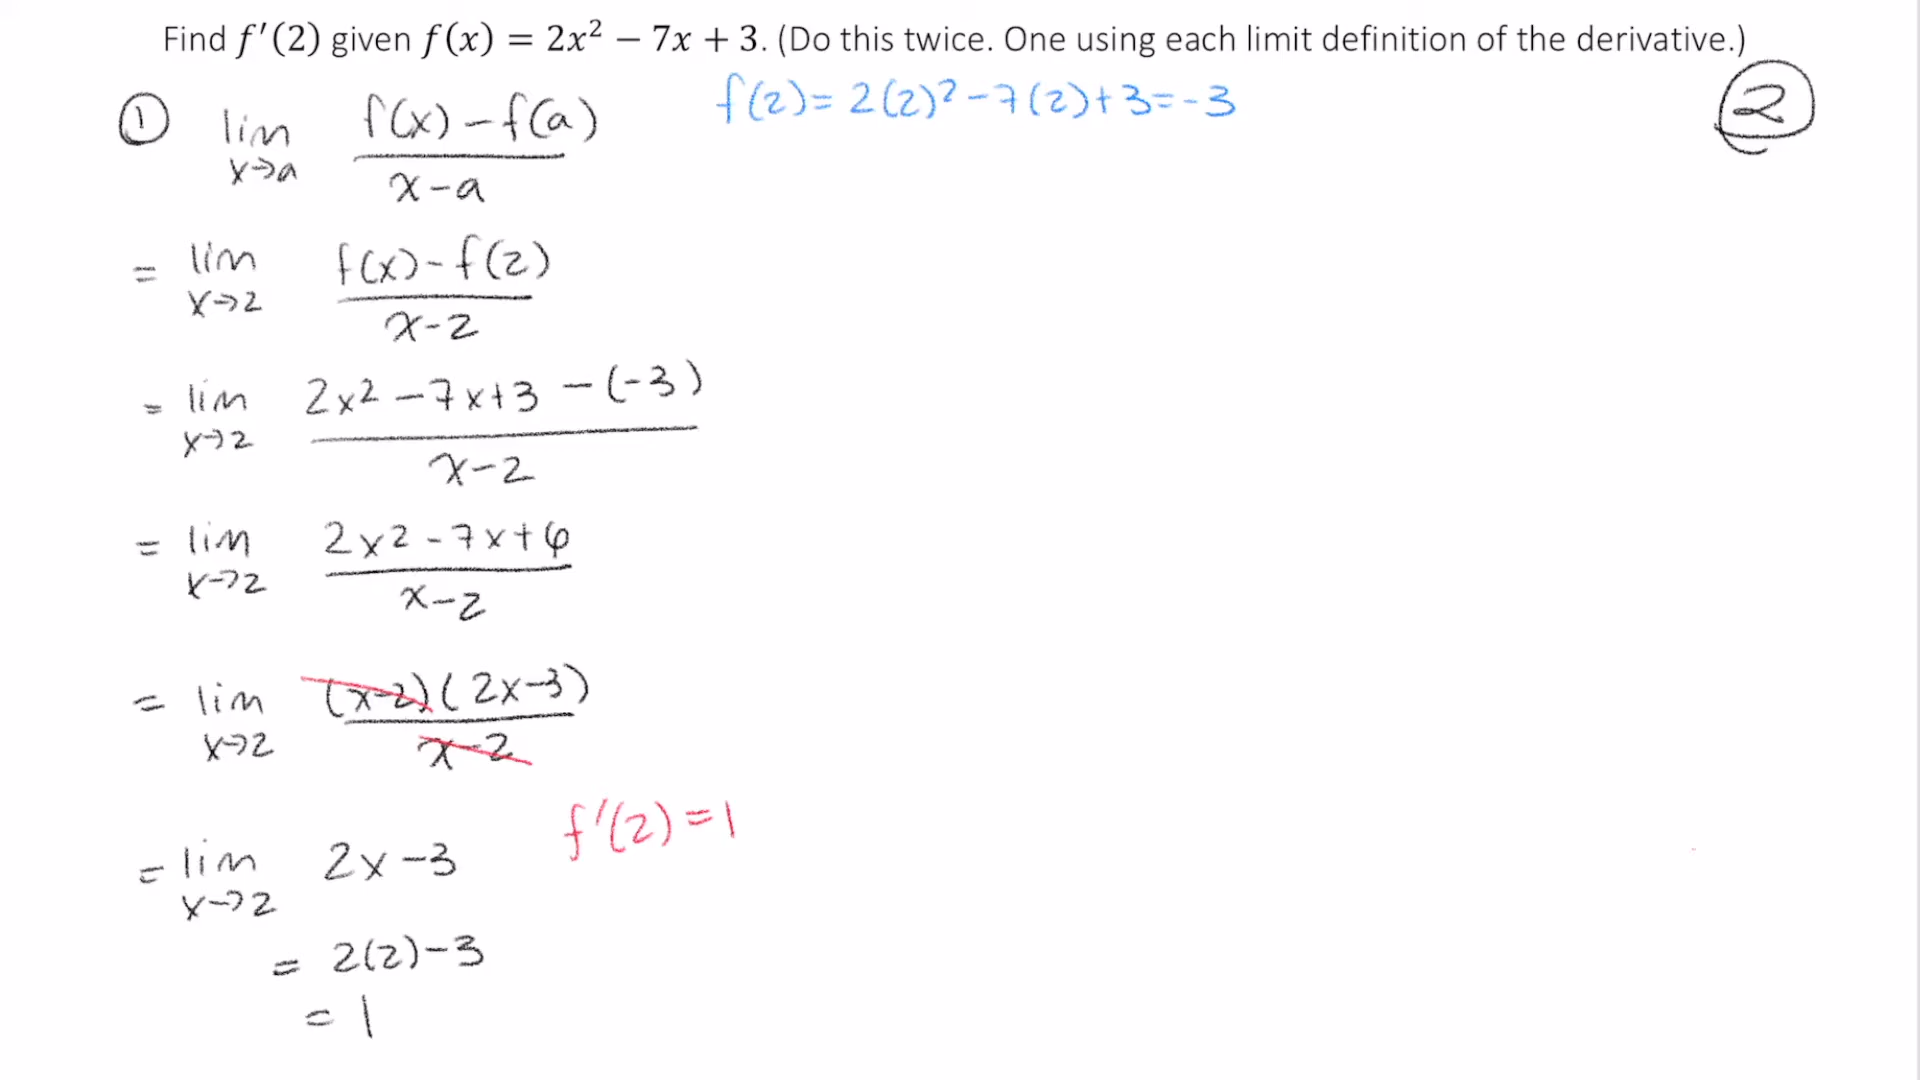 Find f′(2) given f(x) = 2x² − 7x + 3. (Do this twice. One using each limit definition of the derivative.)
① lim x→a (f(x) − f(a))/(x − a)
f(2) = 2(2)² − 7(2) + 3 = −3
②
= lim x→2 (f(x) − f(2))/(x − 2)
= lim x→2 (2x² − 7x + 3 − (−3))/(x − 2)
= lim x→2 (2x² − 7x + 6)/(x − 2)
= lim x→2 ((x−2)(2x−3))/(x−2)
f′(2) = 1
= lim x→2 2x − 3
= 2(2) − 3
= 1